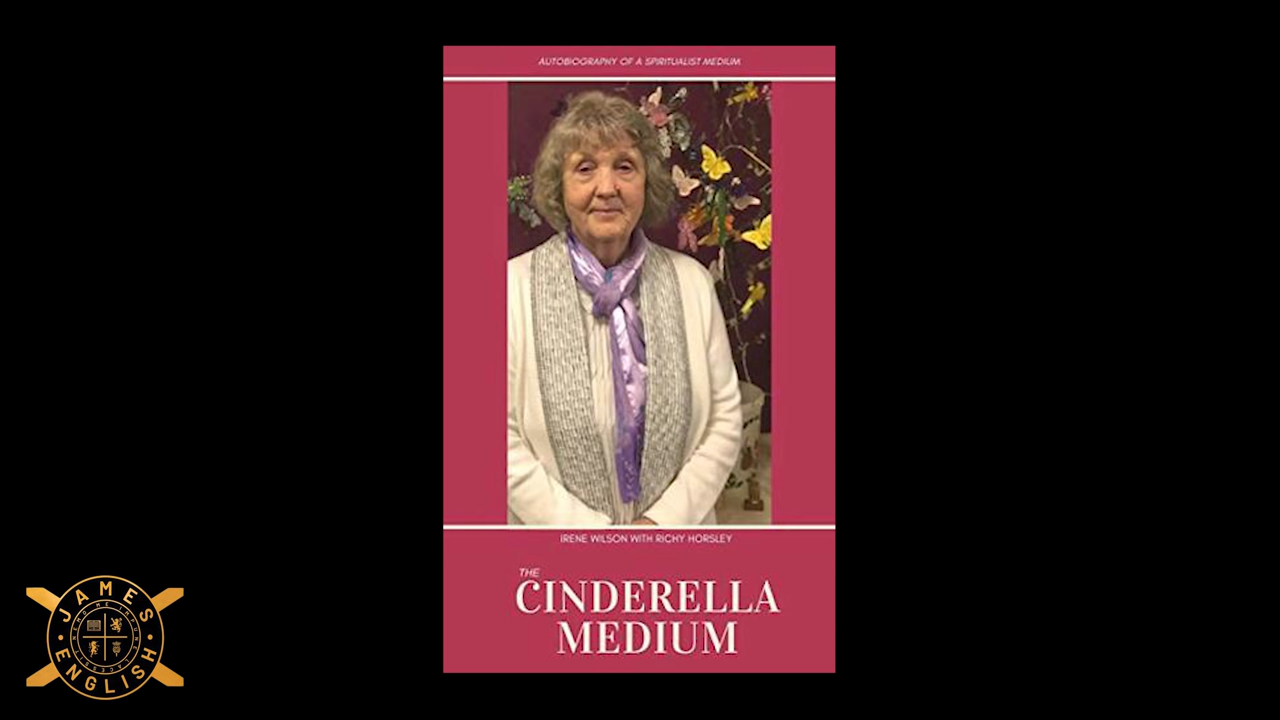 AUTOBIOGRAPHY OF A SPIRITUALIST MEDIUM
IRENE WILSON WITH RICHY HORSLEY
THE
CINDERELLA
MEDIUM
JAMES
ENGLISH